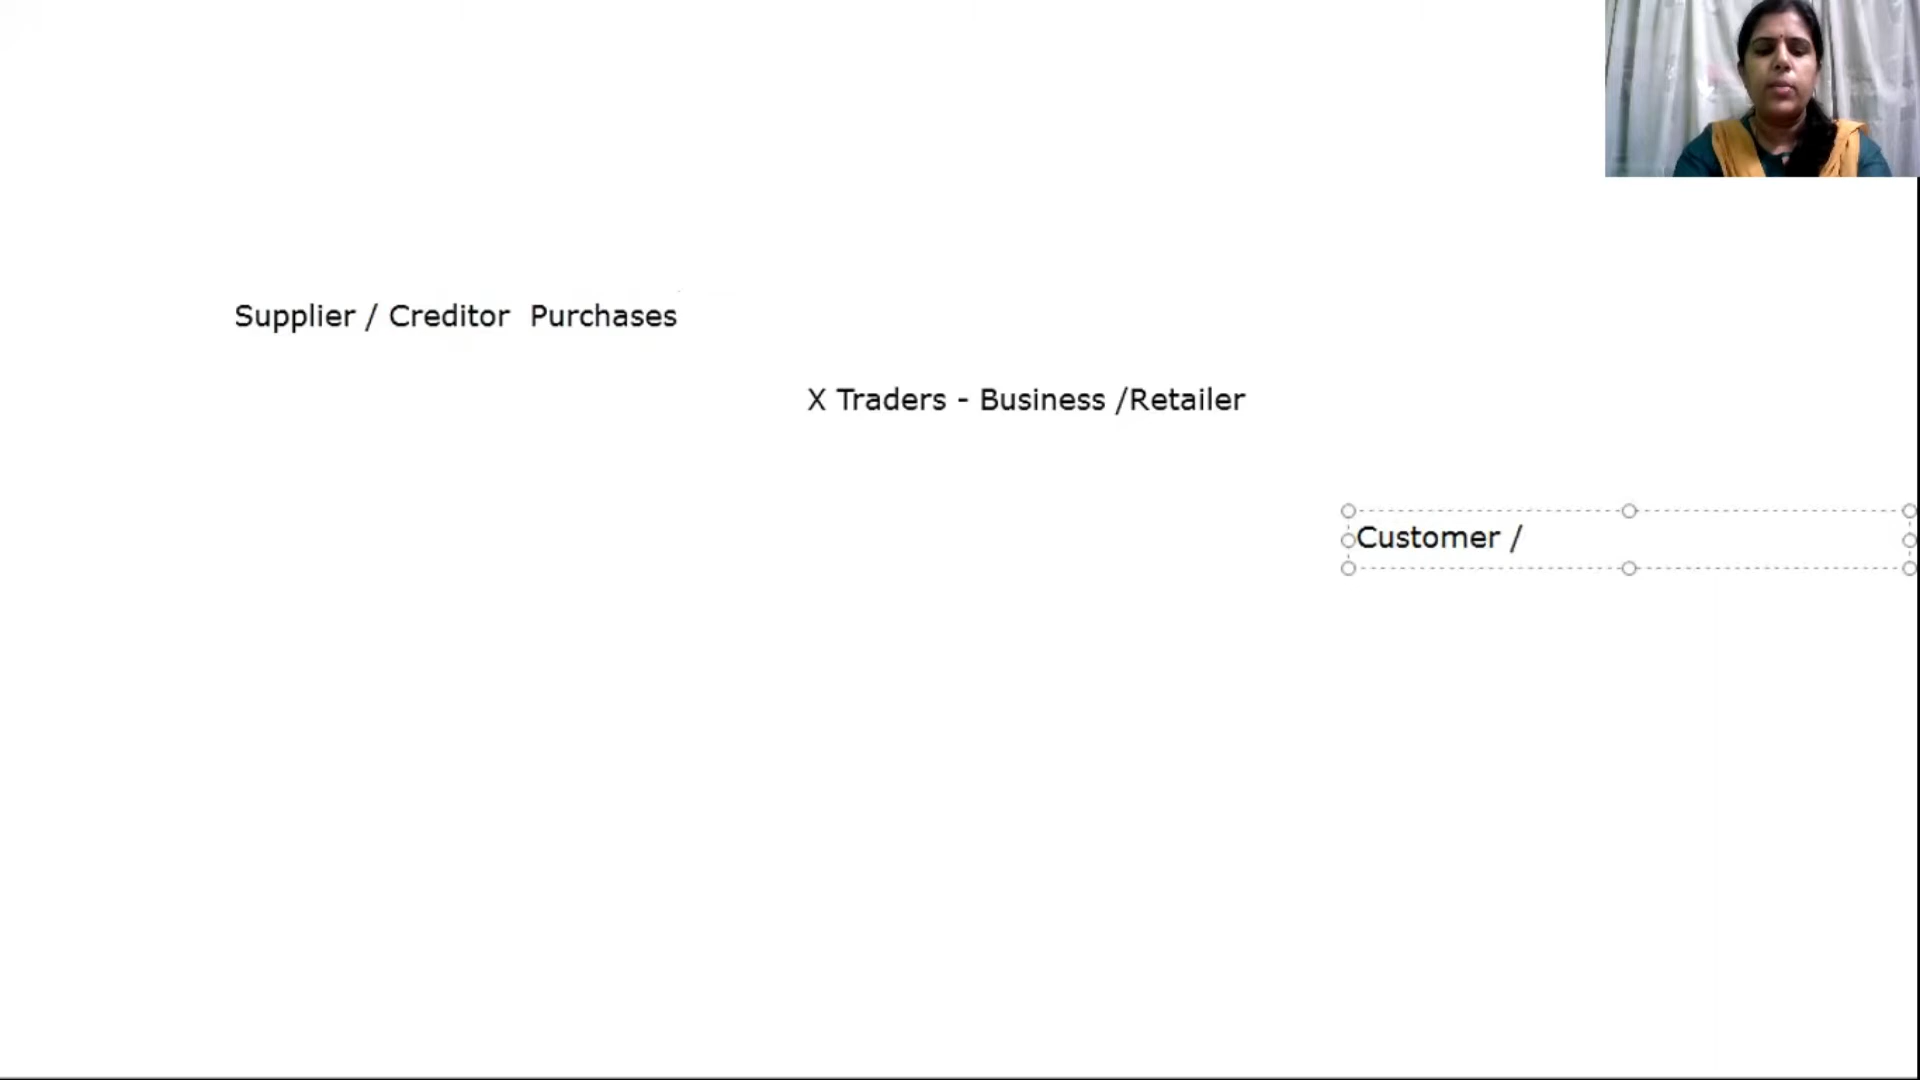 Supplier / Creditor  Purchases
X Traders - Business /Retailer
Customer /